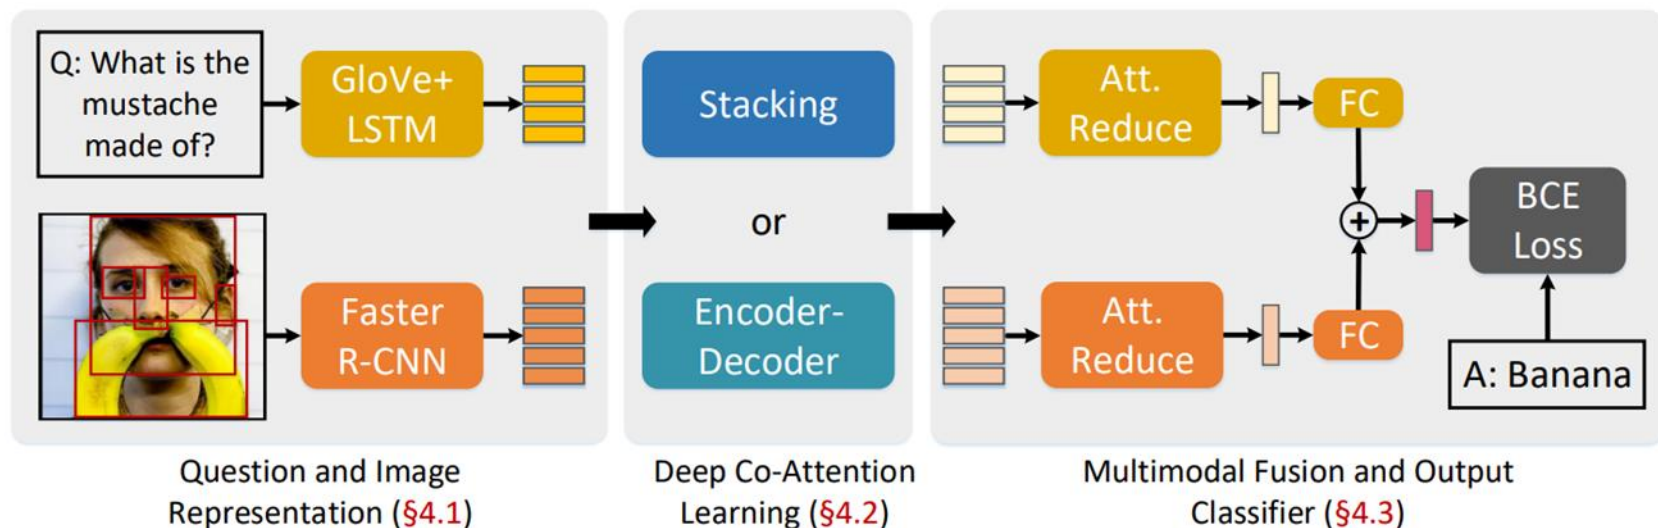 Q: What is the
mustache
made of?
GloVe+
LSTM
Faster
R-CNN
Question and Image
Representation (§4.1)
Stacking
or
Encoder-
Decoder
Deep Co-Attention
Learning (§4.2)
Att.
Reduce
FC
Att.
Reduce
FC
+
BCE
Loss
A: Banana
Multimodal Fusion and Output
Classifier (§4.3)